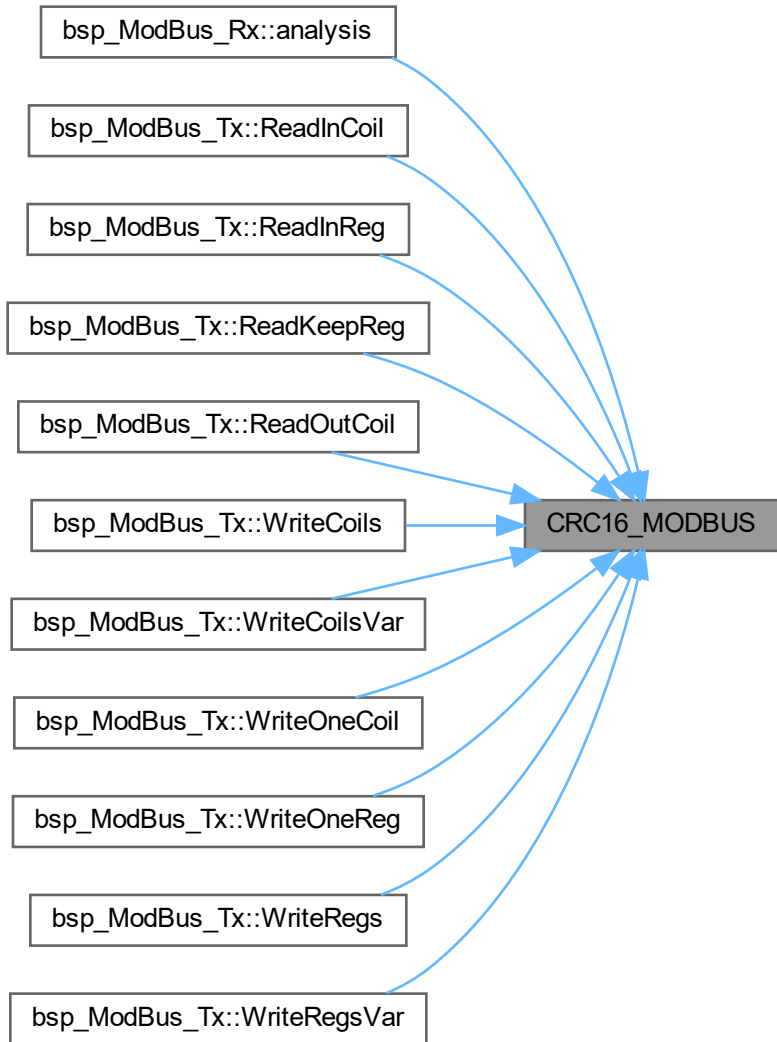 bsp_ModBus_Rx::analysis
bsp_ModBus_Tx::ReadInCoil
bsp_ModBus_Tx::ReadInReg
bsp_ModBus_Tx::ReadKeepReg
bsp_ModBus_Tx::ReadOutCoil
bsp_ModBus_Tx::WriteCoils
CRC16_MODBUS
bsp_ModBus_Tx::WriteCoilsVar
bsp_ModBus_Tx::WriteOneCoil
bsp_ModBus_Tx::WriteOneReg
bsp_ModBus_Tx::WriteRegs
bsp_ModBus_Tx::WriteRegsVar